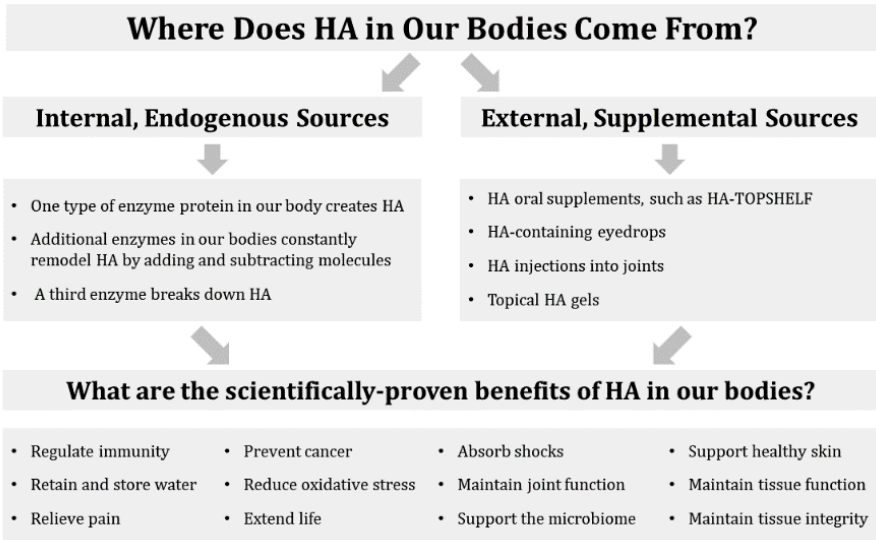 Where Does HA in Our Bodies Come From?
Internal, Endogenous Sources
• One type of enzyme protein in our body creates HA
• Additional enzymes in our bodies constantly
remodel HA by adding and subtracting molecules
• A third enzyme breaks down HA
External, Supplemental Sources
• HA oral supplements, such as HA-TOPSHELF
• HA-containing eyedrops
• HA injections into joints
• Topical HA gels
What are the scientifically-proven benefits of HA in our bodies?
• Regulate immunity
• Retain and store water
• Relieve pain
• Prevent cancer
• Reduce oxidative stress
• Extend life
• Absorb shocks
• Maintain joint function
• Support the microbiome
• Support healthy skin
• Maintain tissue function
• Maintain tissue integrity